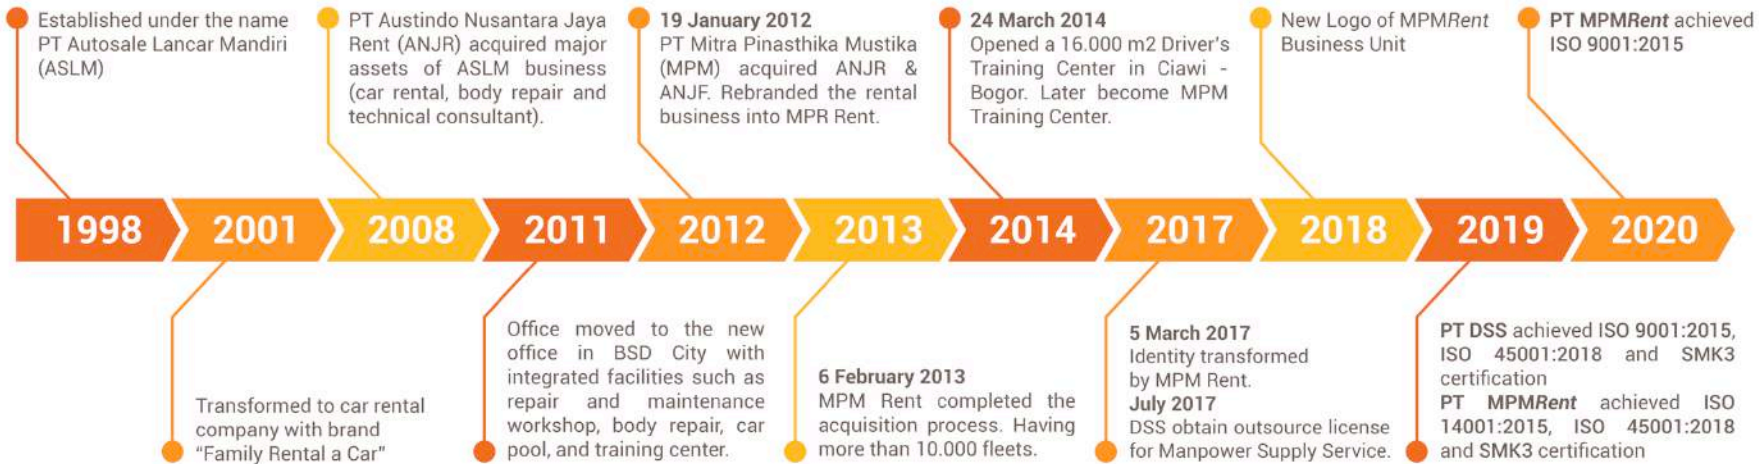 Established under the name
PT Autosale Lancar Mandiri
(ASLM)
PT Austindo Nusantara Jaya
Rent (ANJR) acquired major
assets of ASLM business
(car rental, body repair and
technical consultant).
19 January 2012
PT Mitra Pinasthika Mustika
(MPM) acquired ANJR &
ANJF. Rebranded the rental
business into MPR Rent.
24 March 2014
Opened a 16.000 m2 Driver's
Training Center in Ciawi -
Bogor. Later become MPM
Training Center.
New Logo of MPMRent
Business Unit
PT MPMRent achieved
ISO 9001:2015
1998
2001
2008
2011
2012
2013
2014
2017
2018
2019
2020
Transformed to car rental
company with brand
“Family Rental a Car”
Office moved to the new
office in BSD City with
integrated facilities such as
repair and maintenance
workshop, body repair, car
pool, and training center.
6 February 2013
MPM Rent completed the
acquisition process. Having
more than 10.000 fleets.
5 March 2017
Identity transformed
by MPM Rent.
July 2017
DSS obtain outsource license
for Manpower Supply Service.
PT DSS achieved ISO 9001:2015,
ISO 45001:2018 and SMK3
certification
PT MPMRent achieved ISO
14001:2015, ISO 45001:2018
and SMK3 certification